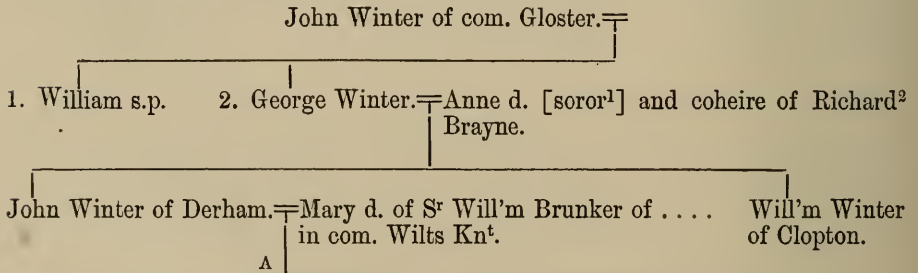 John Winter of com. Gloster.
1. William s.p. 2. George Winter. Anne d. [soror¹] and coheire of Richard²
Brayne.
John Winter of Derham. Mary d. of Sʳ Will'm Brunker of .... Will'm Winter
in com. Wilts Knᵗ. of Clopton.
A